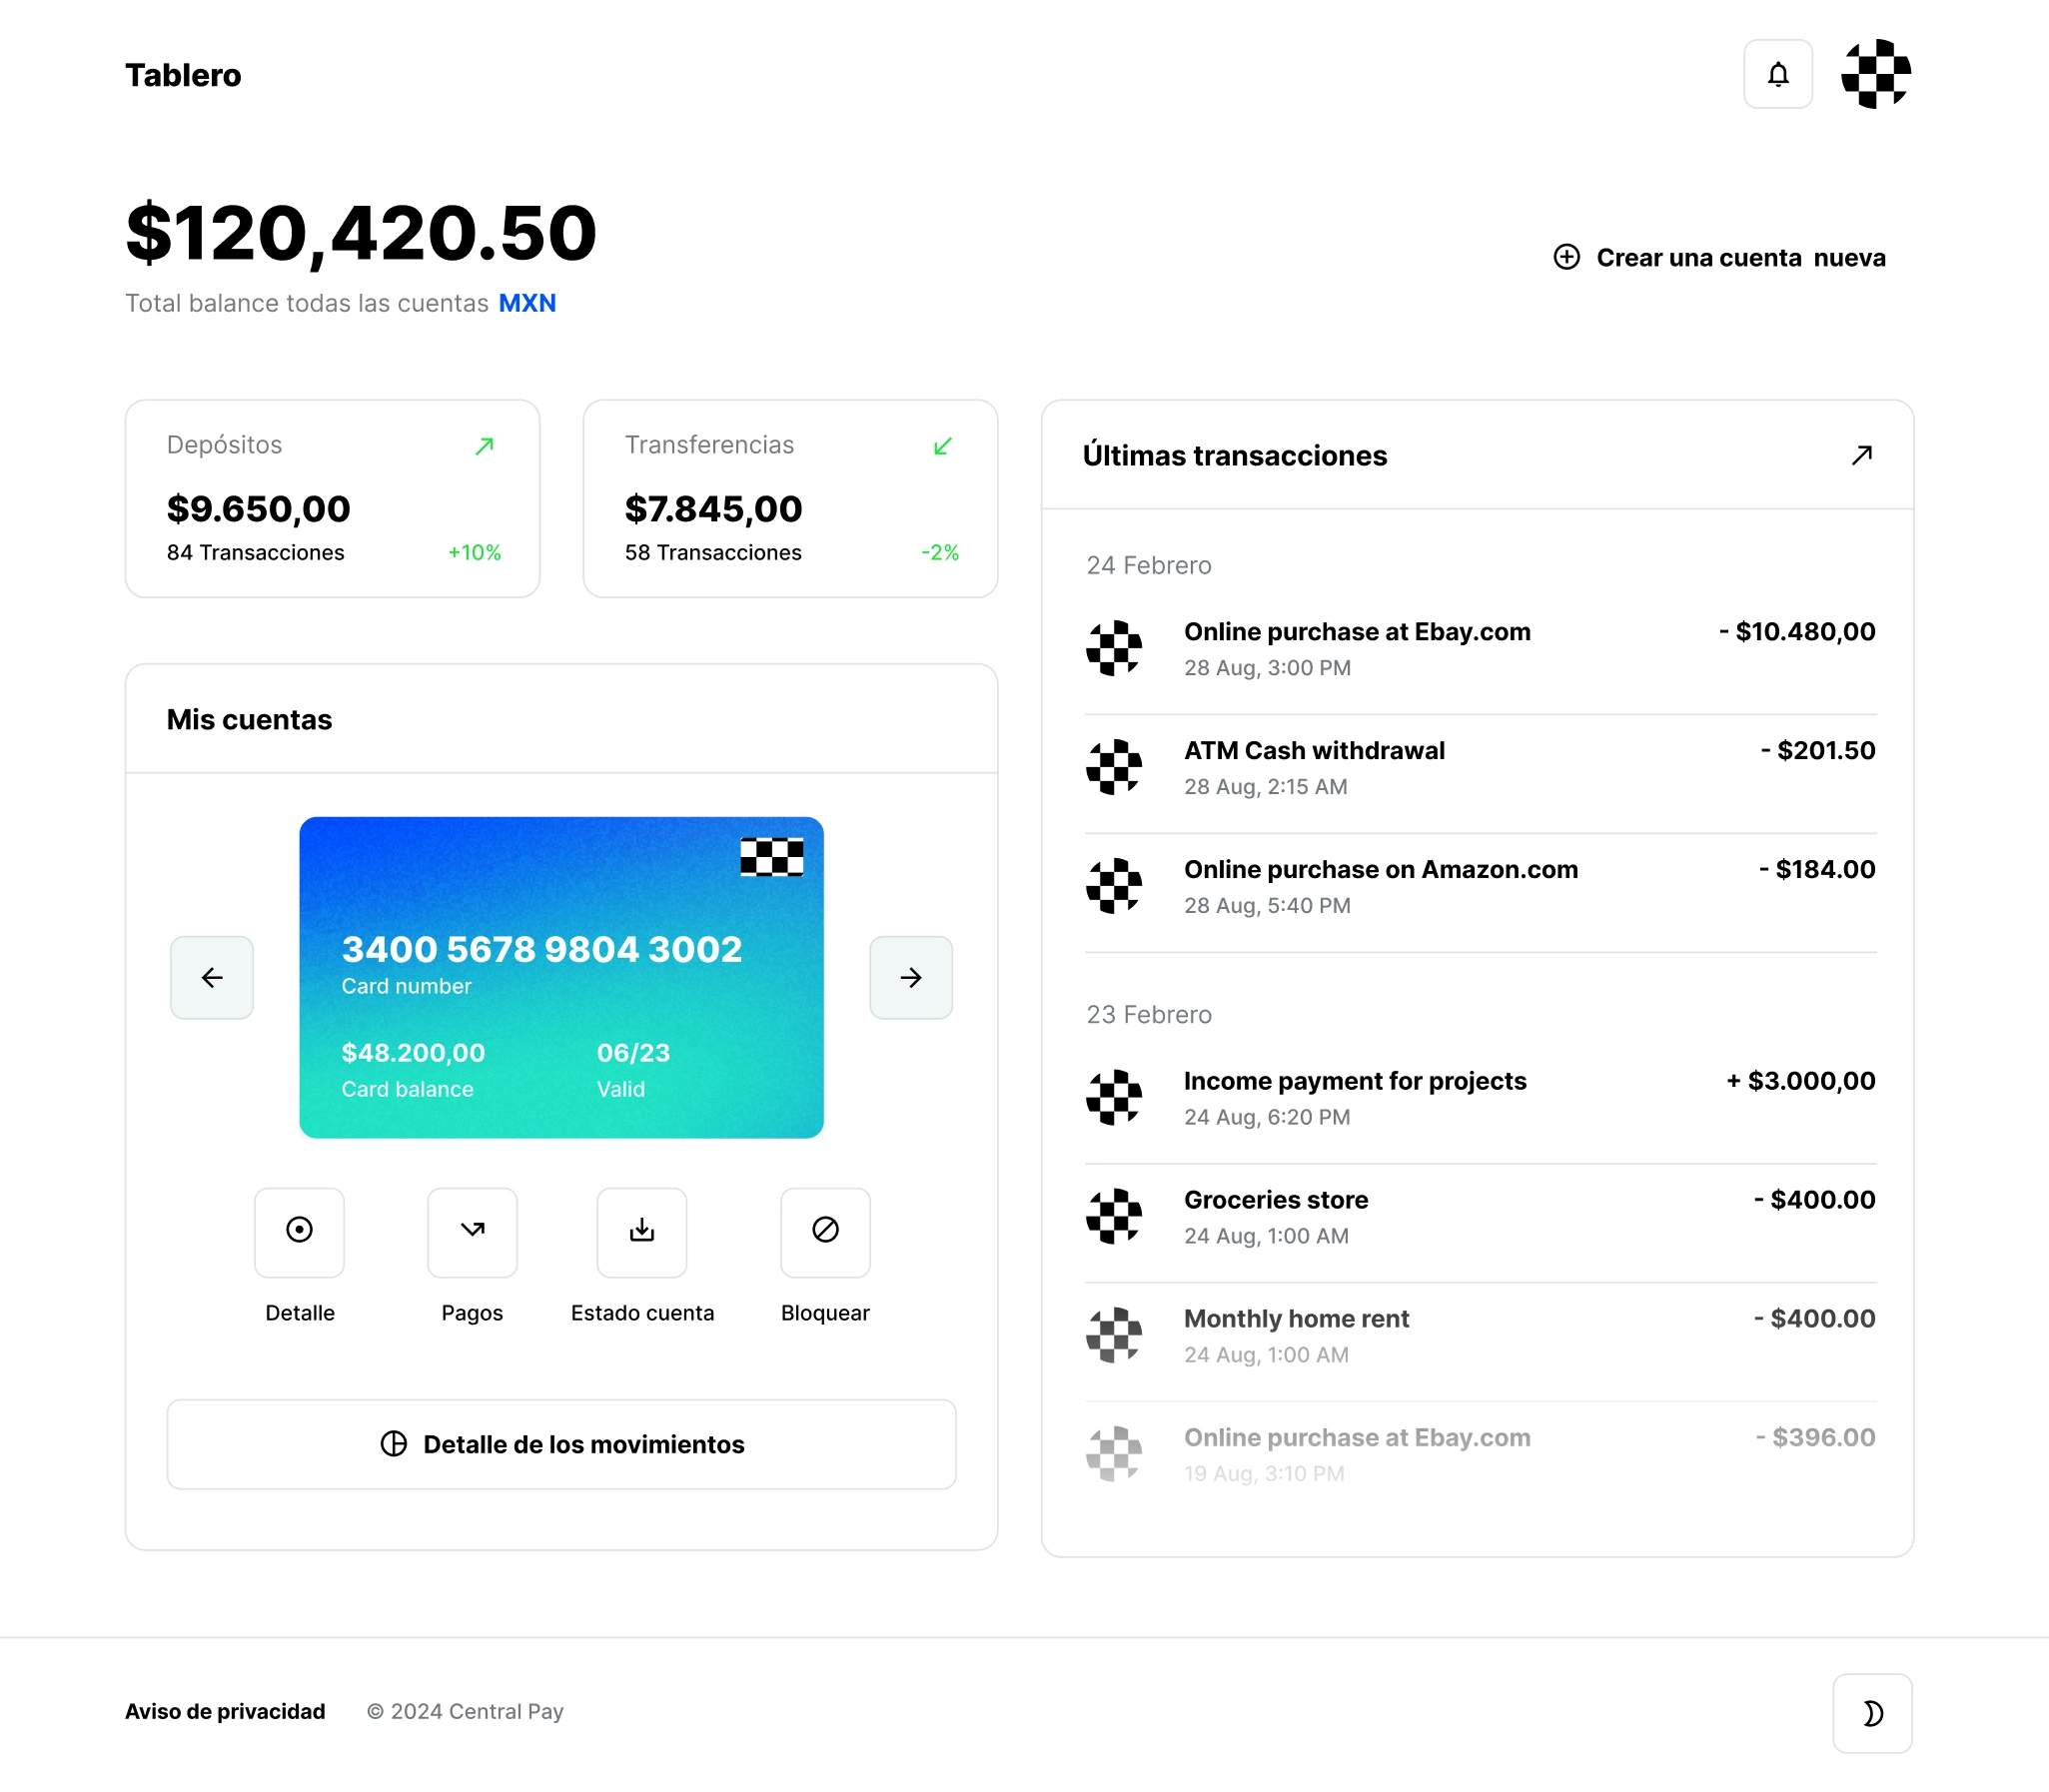 Tablero
$120,420.50
Total balance todas las cuentas MXN
Crear una cuenta nueva
Depósitos
$9.650,00
84 Transacciones +10%
Transferencias
$7.845,00
58 Transacciones -2%
Mis cuentas
3400 5678 9804 3002
Card number
$48.200,00 06/23
Card balance Valid
Detalle Pagos Estado cuenta Bloquear
Detalle de los movimientos
Últimas transacciones
24 Febrero
Online purchase at Ebay.com - $10.480,00
28 Aug, 3:00 PM
ATM Cash withdrawal - $201.50
28 Aug, 2:15 AM
Online purchase on Amazon.com - $184.00
28 Aug, 5:40 PM
23 Febrero
Income payment for projects + $3.000,00
24 Aug, 6:20 PM
Groceries store - $400.00
24 Aug, 1:00 AM
Monthly home rent - $400.00
24 Aug, 1:00 AM
Online purchase at Ebay.com - $396.00
19 Aug, 3:10 PM
Aviso de privacidad © 2024 Central Pay